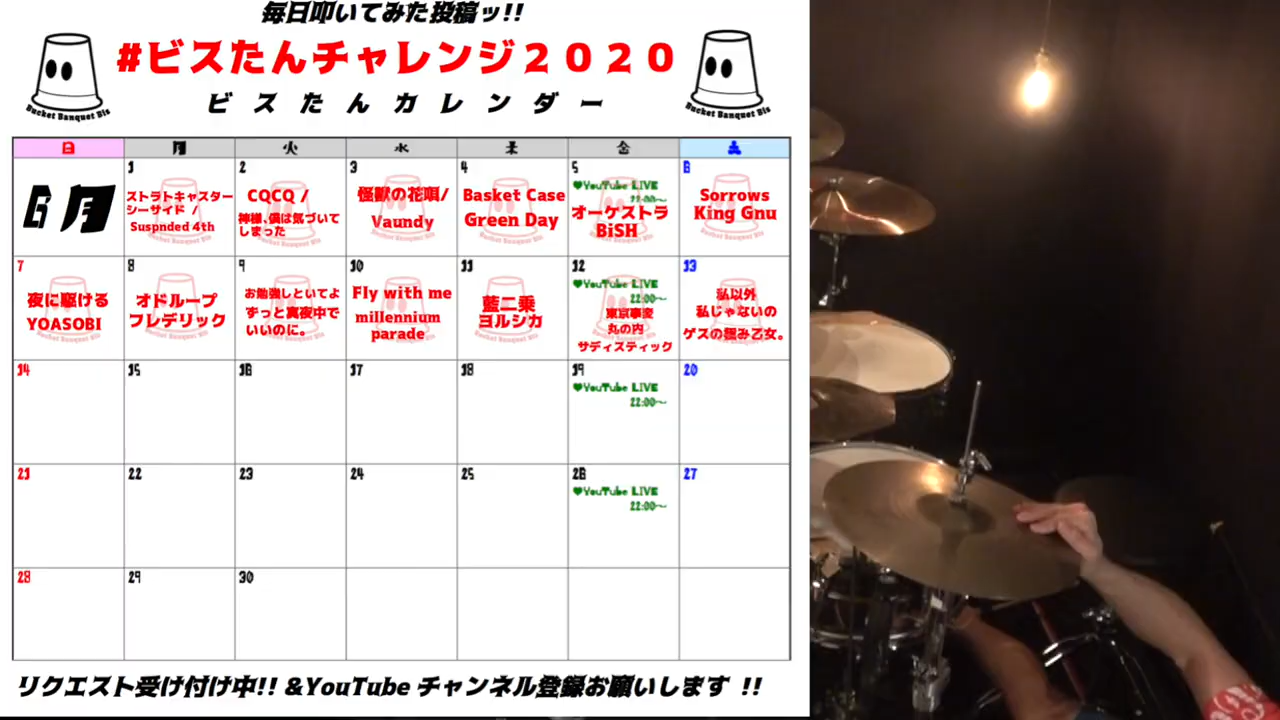 毎日叩いてみた投稿ッ!!
#ビスたんチャレンジ2020
ビスたんカレンダー
Bucket Banquet Bis
Bucket Banquet Bis
日 月 火 水 木 金 土
6月
1
ストラトキャスター
シーサイド /
Suspnded 4th
2
CQCQ /
神様、僕は気づいて
しまった
3
怪獣の花唄/
Vaundy
4
Basket Case
Green Day
5
♥YouTube LIVE
22:00〜
オーケストラ
BiSH
6
Sorrows
King Gnu
7
夜に駆ける
YOASOBI
8
オドループ
フレデリック
9
お勉強しといてよ
ずっと真夜中で
いいのに。
10
Fly with me
millennium
parade
11
藍二乗
ヨルシカ
12
♥YouTube LIVE
22:00〜
東京事変
丸の内
サディスティック
13
私以外
私じゃないの
ゲスの極み乙女。
14
15
16
17
18
19
♥YouTube LIVE
22:00〜
20
21
22
23
24
25
26
♥YouTube LIVE
22:00〜
27
28
29
30
リクエスト受け付け中!! &YouTube チャンネル登録お願いします !!